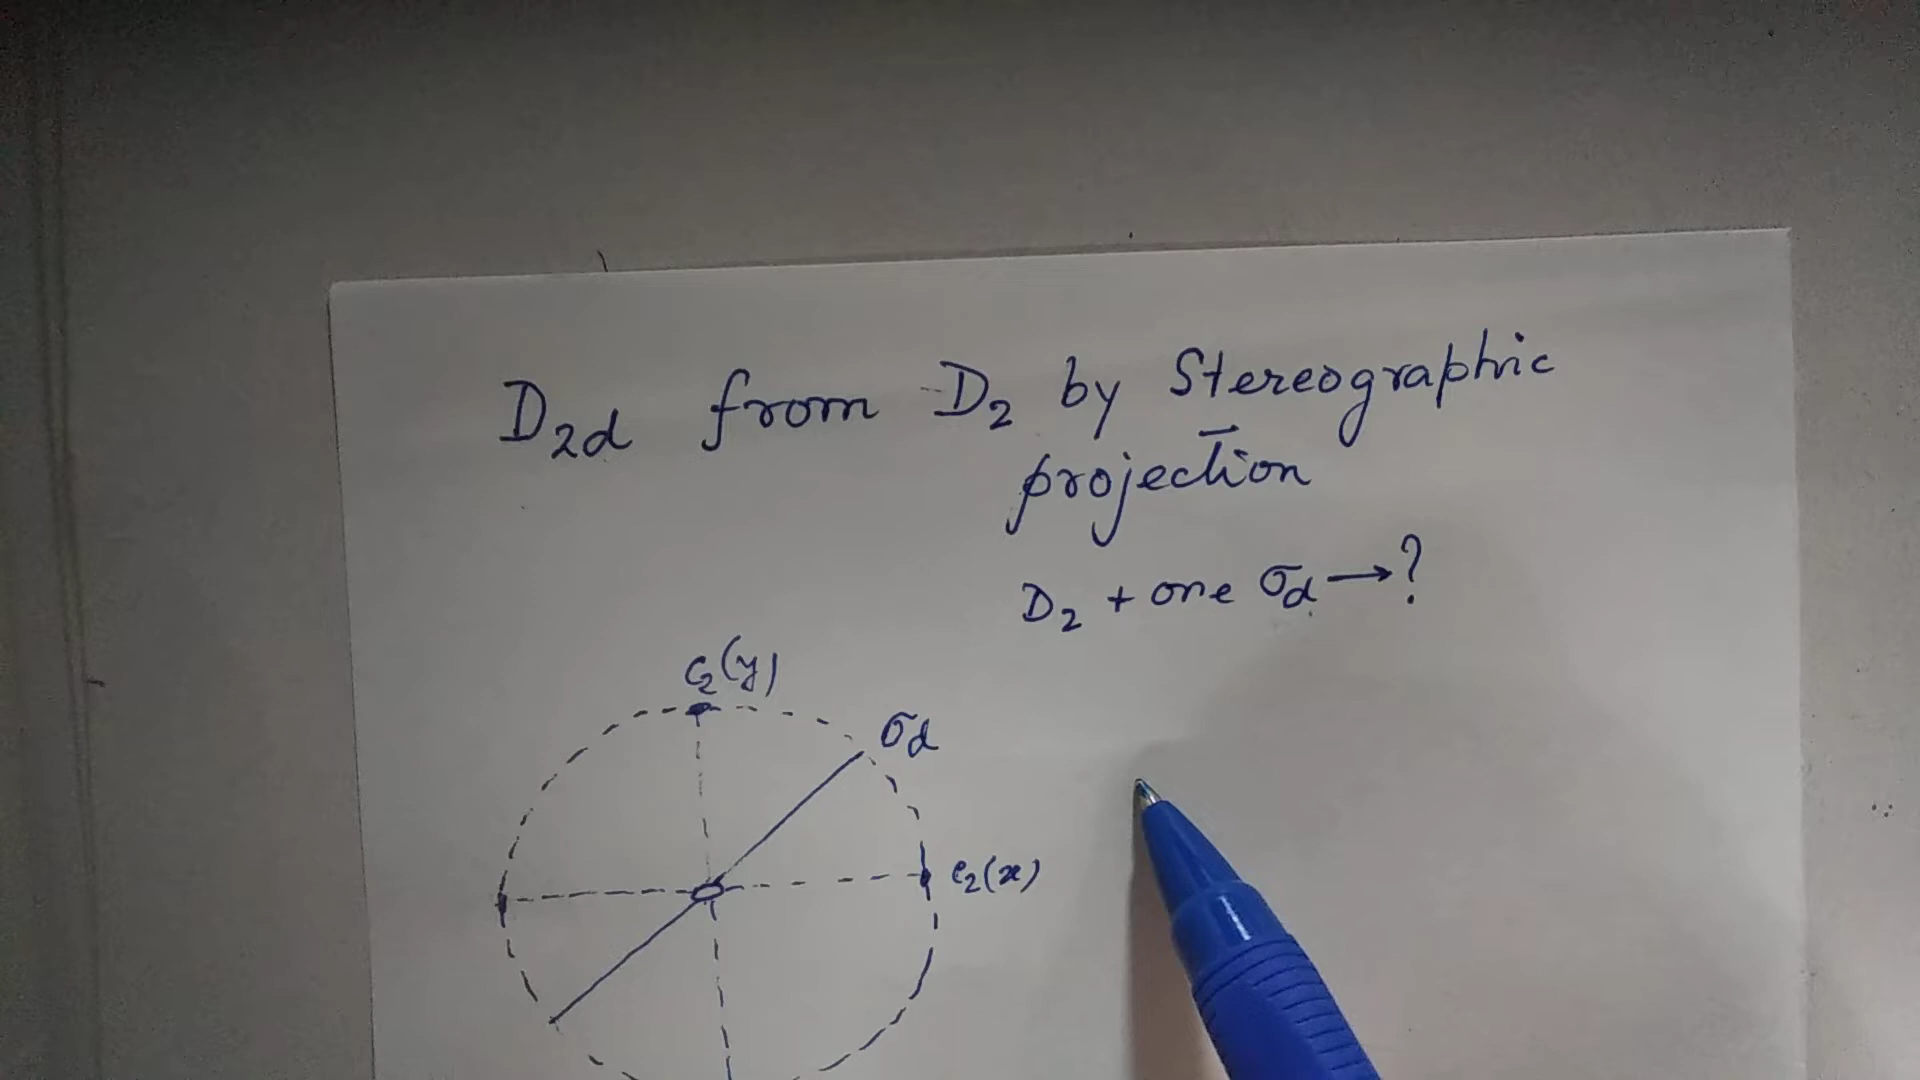 D₂d from D₂ by Stereographic
projection
D₂ + one σd → ?
C₂(y)
σd
C₂(x)